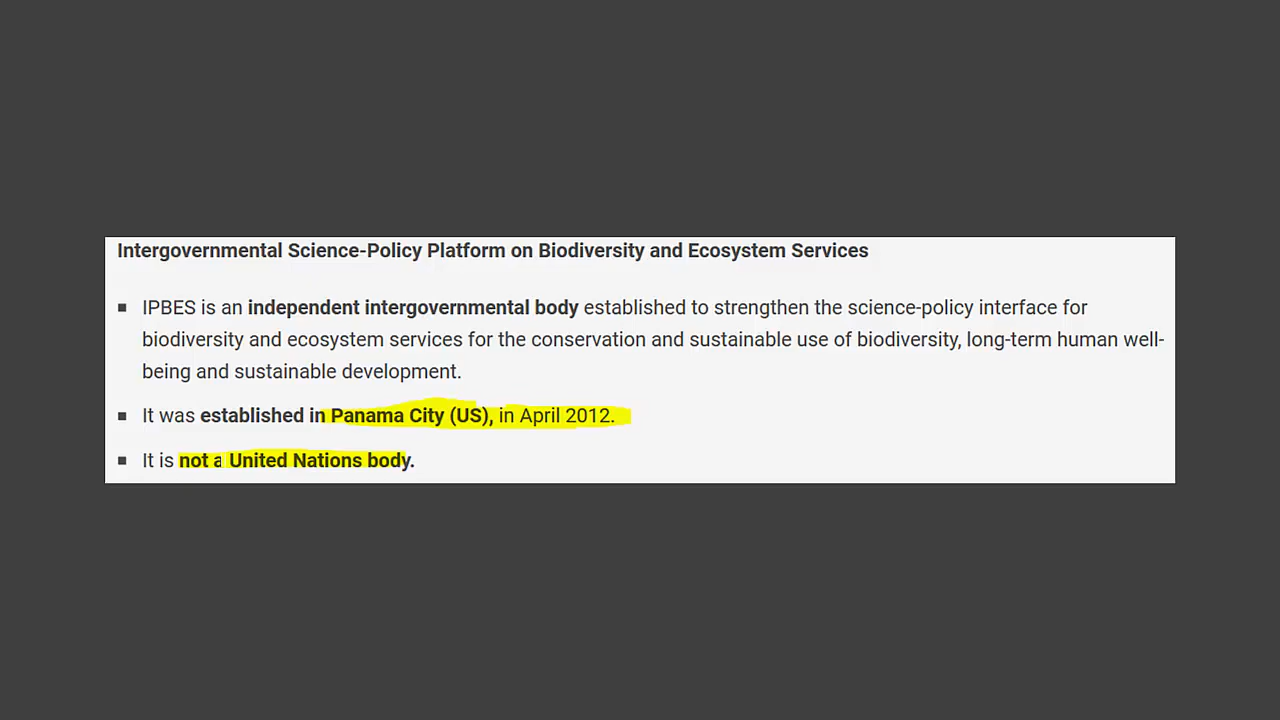 Intergovernmental Science-Policy Platform on Biodiversity and Ecosystem Services
■ IPBES is an independent intergovernmental body established to strengthen the science-policy interface for
biodiversity and ecosystem services for the conservation and sustainable use of biodiversity, long-term human well-
being and sustainable development.
■ It was established in Panama City (US), in April 2012.
■ It is not a United Nations body.